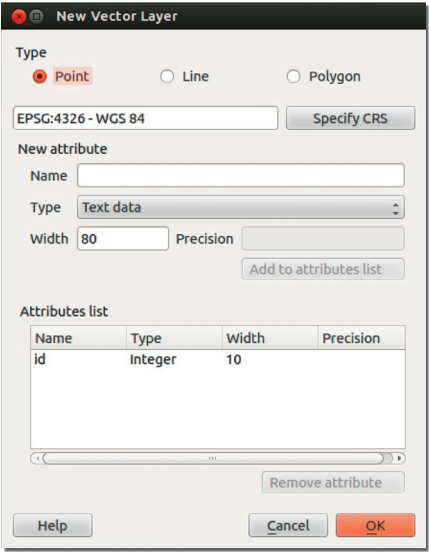 New Vector Layer
Type
Point Line Polygon
EPSG:4326 - WGS 84 Specify CRS
New attribute
Name
Type Text data
Width 80 Precision
Add to attributes list
Attributes list
Name Type Width Precision
id Integer 10
Remove attribute
Help Cancel OK